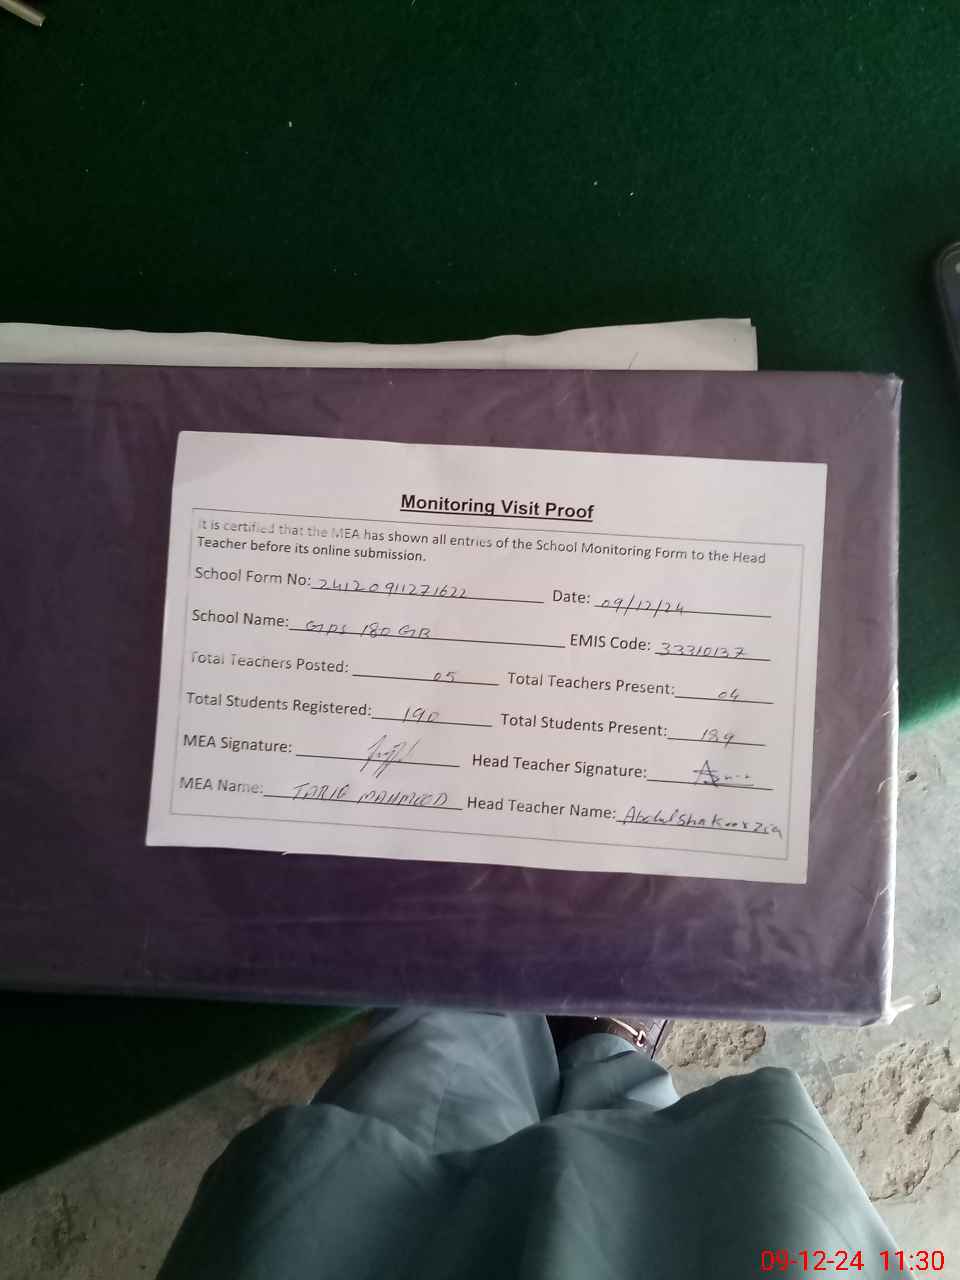 Monitoring Visit Proof
It is certified that the MEA has shown all entries of the School Monitoring Form to the Head
Teacher before its online submission.
School Form No: 24120911271622 Date: 09/12/24
School Name: GPS 180 GB EMIS Code: 33310137
Total Teachers Posted: 05 Total Teachers Present: 04
Total Students Registered: 190 Total Students Present: 189
MEA Signature: Head Teacher Signature:
MEA Name: TARIQ MAHMOOD Head Teacher Name: Abdul Shakoor Zia
09-12-24 11:30